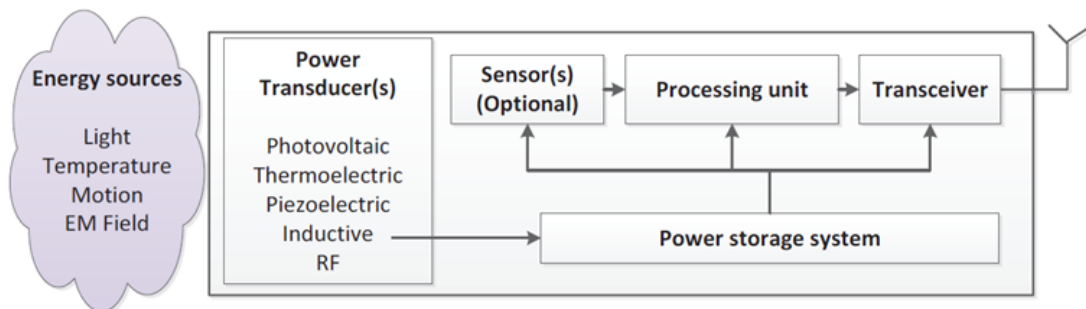 Energy sources
Light
Temperature
Motion
EM Field
Power
Transducer(s)
Photovoltaic
Thermoelectric
Piezoelectric
Inductive
RF
Sensor(s)
(Optional)
Processing unit
Transceiver
Power storage system